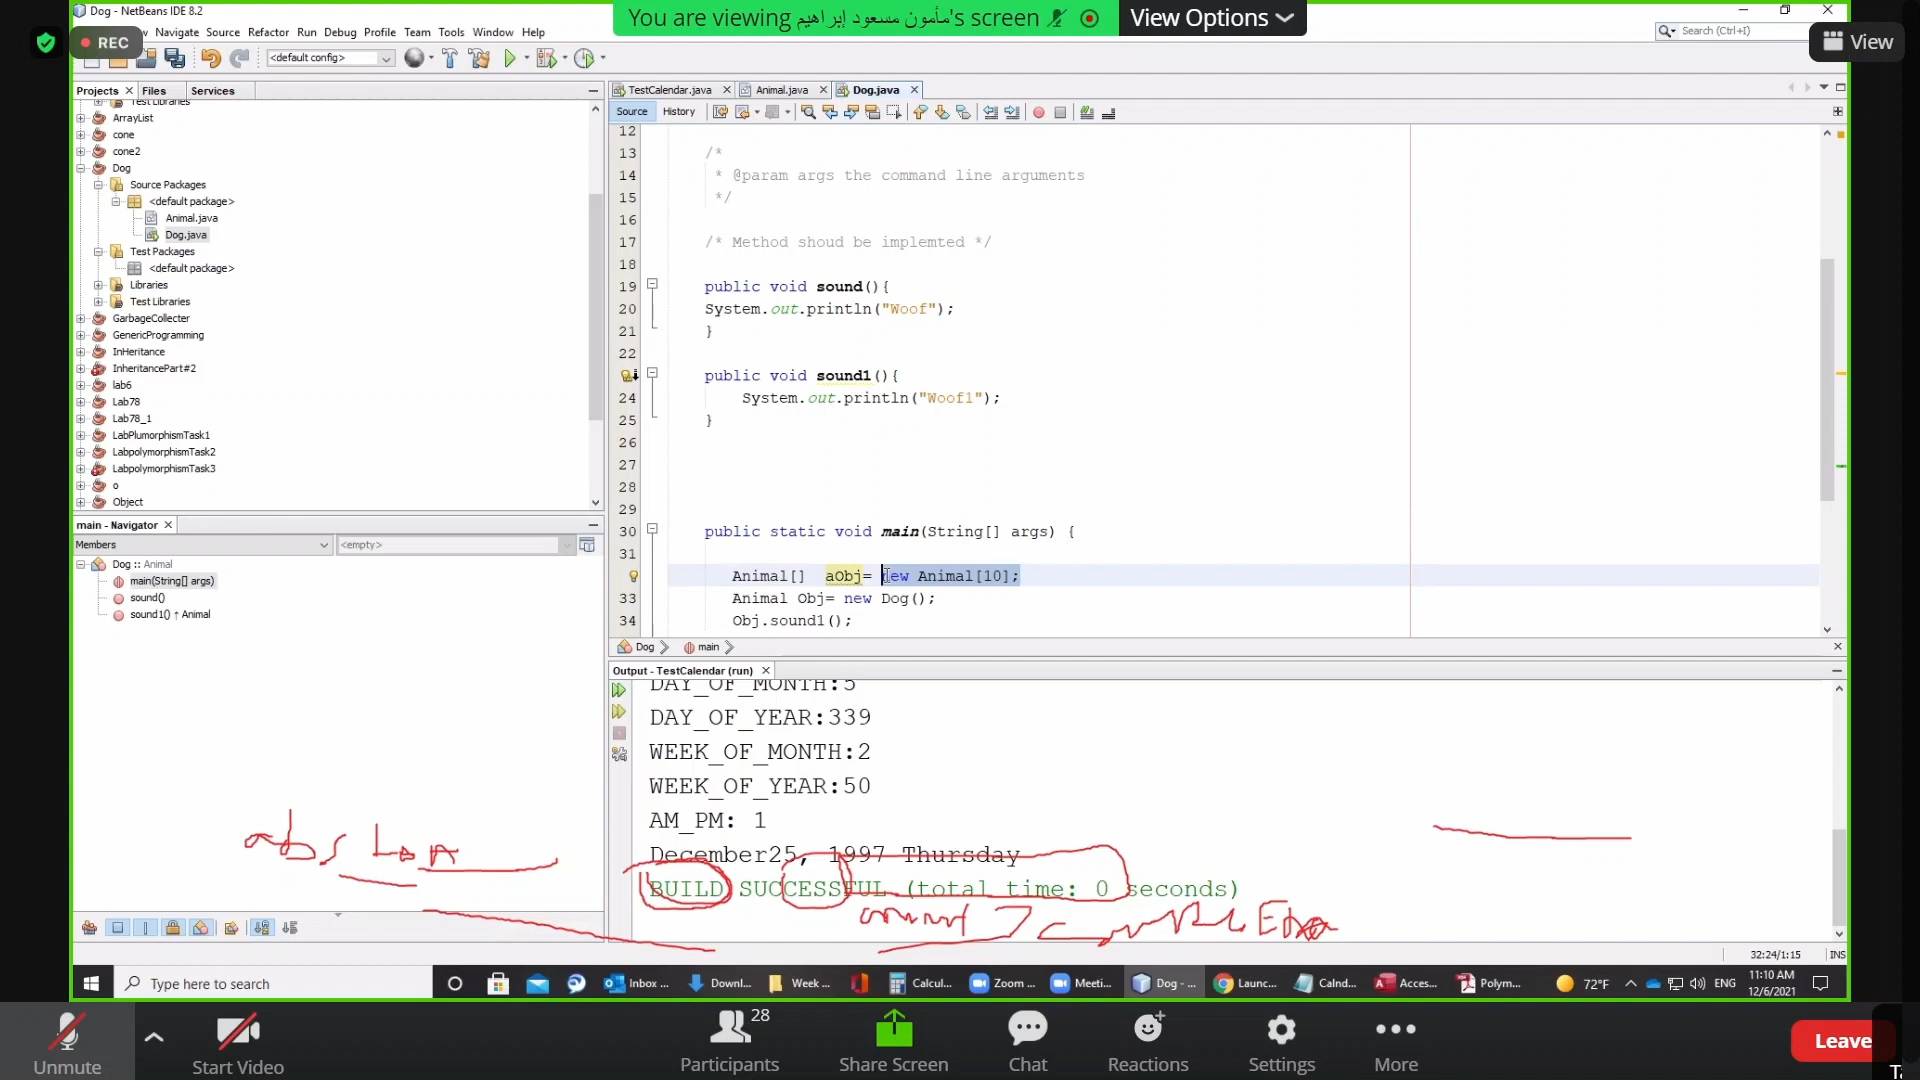 Dog - NetBeans IDE 8.2
You are viewing مأمون مسعود إبراهيم's screen
View Options
REC
Navigate Source Refactor Run Debug Profile Team Tools Window Help
Search (Ctrl+I)
View
<default config>
Projects Files Services
TestCalendar.java Animal.java Dog.java
Source History
Test Libraries
ArrayList
cone
cone2
Dog
Source Packages
<default package>
Animal.java
Dog.java
Test Packages
<default package>
Libraries
Test Libraries
GarbageCollecter
GenericProgramming
InHeritance
InheritancePart#2
lab6
Lab78
Lab78_1
LabPlumorphismTask1
LabpolymorphismTask2
LabpolymorphismTask3
o
Object
12
13 /*
14 * @param args the command line arguments
15 */
16
17 /* Method shoud be implemted */
18
19 public void sound(){
20 System.out.println("Woof");
21 }
22
public void sound1(){
24 System.out.println("Woof1");
25 }
26
27
28
29
30 public static void main(String[] args) {
31
Animal[] aObj= new Animal[10];
33 Animal Obj= new Dog();
34 Obj.sound1();
Dog main
main - Navigator
Members <empty>
Dog :: Animal
main(String[] args)
sound()
sound1() ↑ Animal
Output - TestCalendar (run)
DAY_OF_MONTH:5
DAY_OF_YEAR:339
WEEK_OF_MONTH:2
WEEK_OF_YEAR:50
AM_PM: 1
December25, 1997 Thursday
BUILD SUCCESSFUL (total time: 0 seconds)
32:24/1:15 INS
Type here to search
Inbox ... Downl... Week ... Calcul... Zoom ... Meeti... Dog - ... Launc... Calnd... Acces... Polym... 72°F ENG
11:10 AM
12/6/2021
Unmute
Start Video
28
Participants
Share Screen
Chat
Reactions
Settings
More
Leave